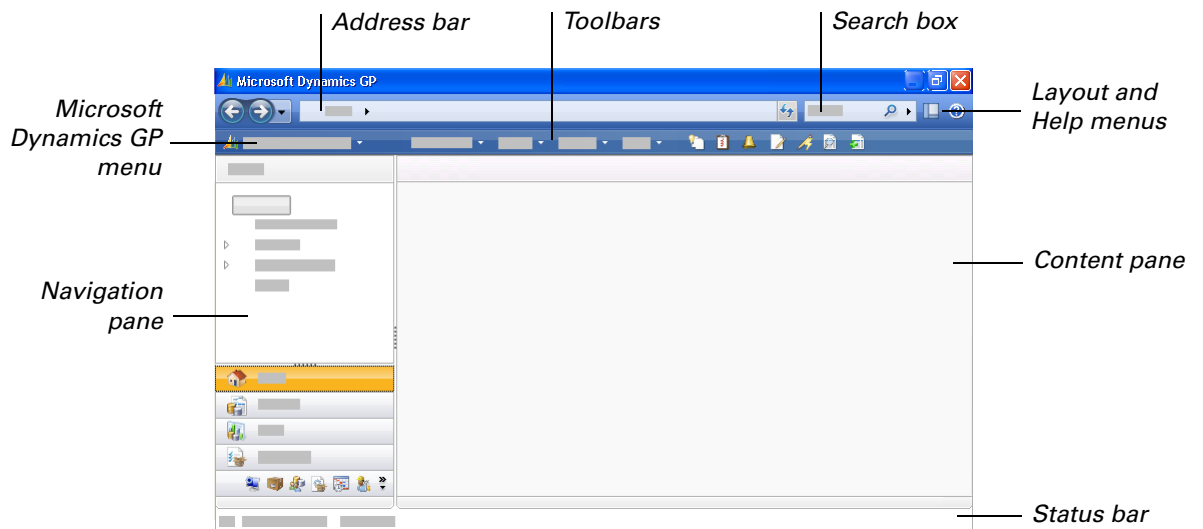 Address bar
Toolbars
Search box
Microsoft Dynamics GP
Microsoft
Dynamics GP
menu
Layout and
Help menus
Content pane
Navigation
pane
Status bar